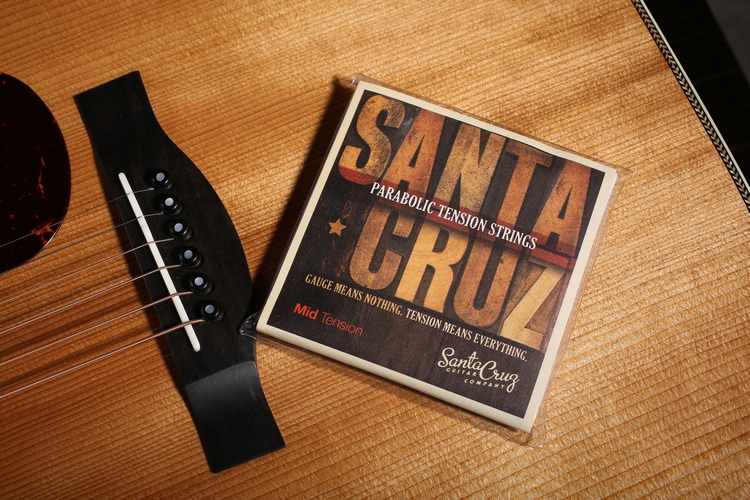 SANTA
PARABOLIC TENSION STRINGS
CRUZ
GAUGE MEANS NOTHING. TENSION MEANS EVERYTHING.
Mid Tension
Santa Cruz
GUITAR
COMPANY